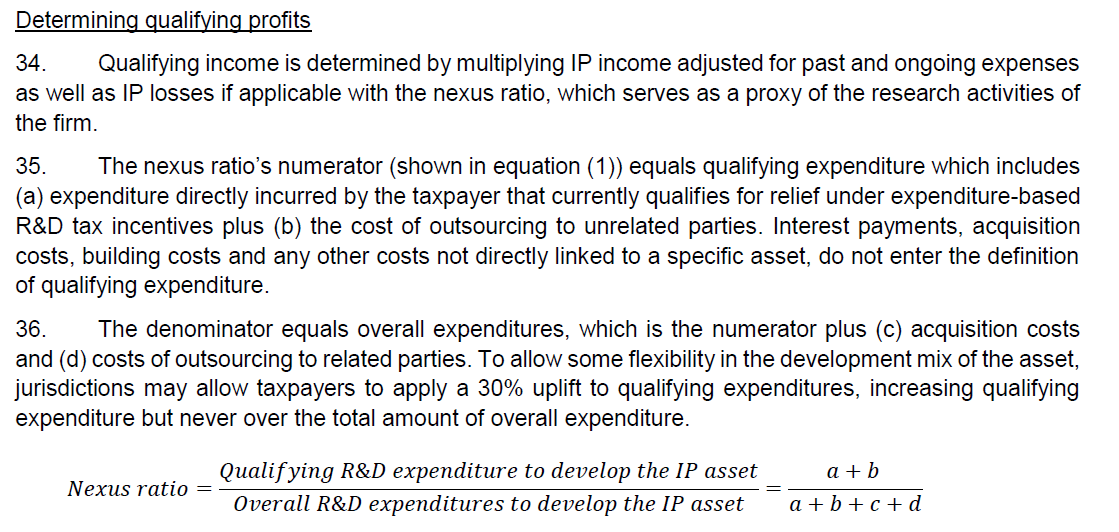 Determining qualifying profits
34. Qualifying income is determined by multiplying IP income adjusted for past and ongoing expenses
as well as IP losses if applicable with the nexus ratio, which serves as a proxy of the research activities of
the firm.
35. The nexus ratio's numerator (shown in equation (1)) equals qualifying expenditure which includes
(a) expenditure directly incurred by the taxpayer that currently qualifies for relief under expenditure-based
R&D tax incentives plus (b) the cost of outsourcing to unrelated parties. Interest payments, acquisition
costs, building costs and any other costs not directly linked to a specific asset, do not enter the definition
of qualifying expenditure.
36. The denominator equals overall expenditures, which is the numerator plus (c) acquisition costs
and (d) costs of outsourcing to related parties. To allow some flexibility in the development mix of the asset,
jurisdictions may allow taxpayers to apply a 30% uplift to qualifying expenditures, increasing qualifying
expenditure but never over the total amount of overall expenditure.
Nexus ratio = Qualifying R&D expenditure to develop the IP asset / Overall R&D expenditures to develop the IP asset = a + b / a + b + c + d